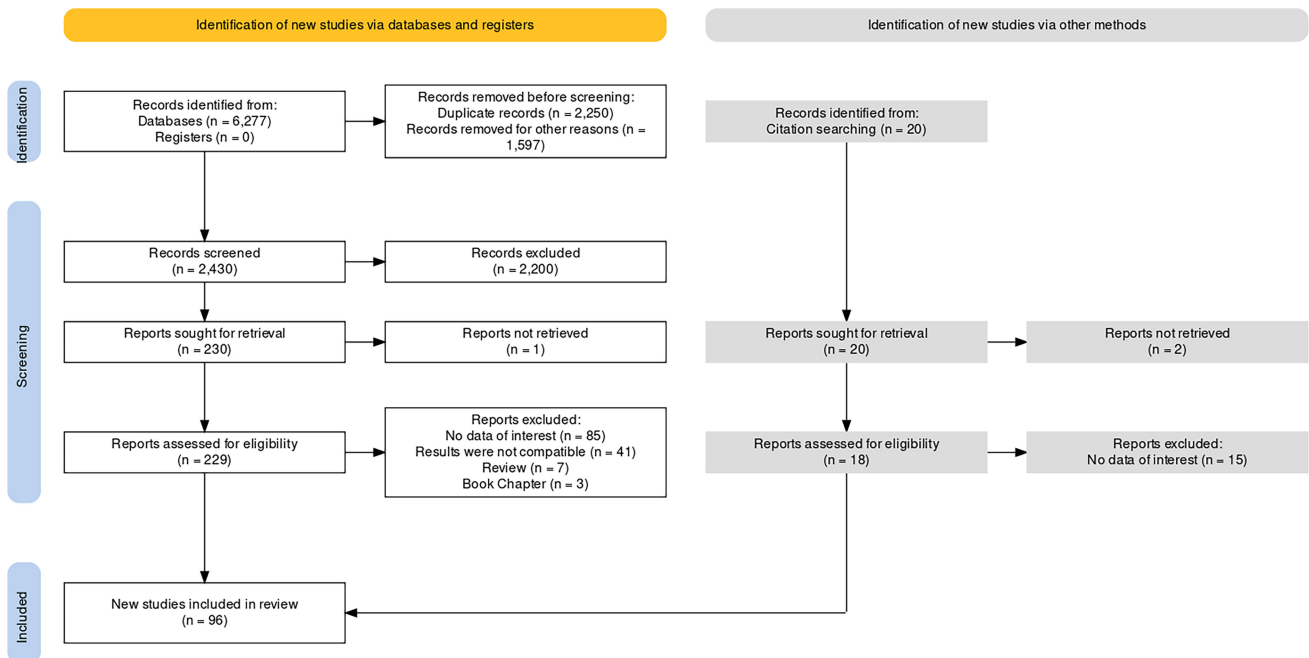 Identification of new studies via databases and registers
Identification of new studies via other methods
Identification
Records identified from:
Databases (n = 6,277)
Registers (n = 0)
Records removed before screening:
Duplicate records (n = 2,250)
Records removed for other reasons (n =
1,597)
Records identified from:
Citation searching (n = 20)
Screening
Records screened
(n = 2,430)
Records excluded
(n = 2,200)
Reports sought for retrieval
(n = 230)
Reports not retrieved
(n = 1)
Reports sought for retrieval
(n = 20)
Reports not retrieved
(n = 2)
Reports assessed for eligibility
(n = 229)
Reports excluded:
No data of interest (n = 85)
Results were not compatible (n = 41)
Review (n = 7)
Book Chapter (n = 3)
Reports assessed for eligibility
(n = 18)
Reports excluded:
No data of interest (n = 15)
Included
New studies included in review
(n = 96)